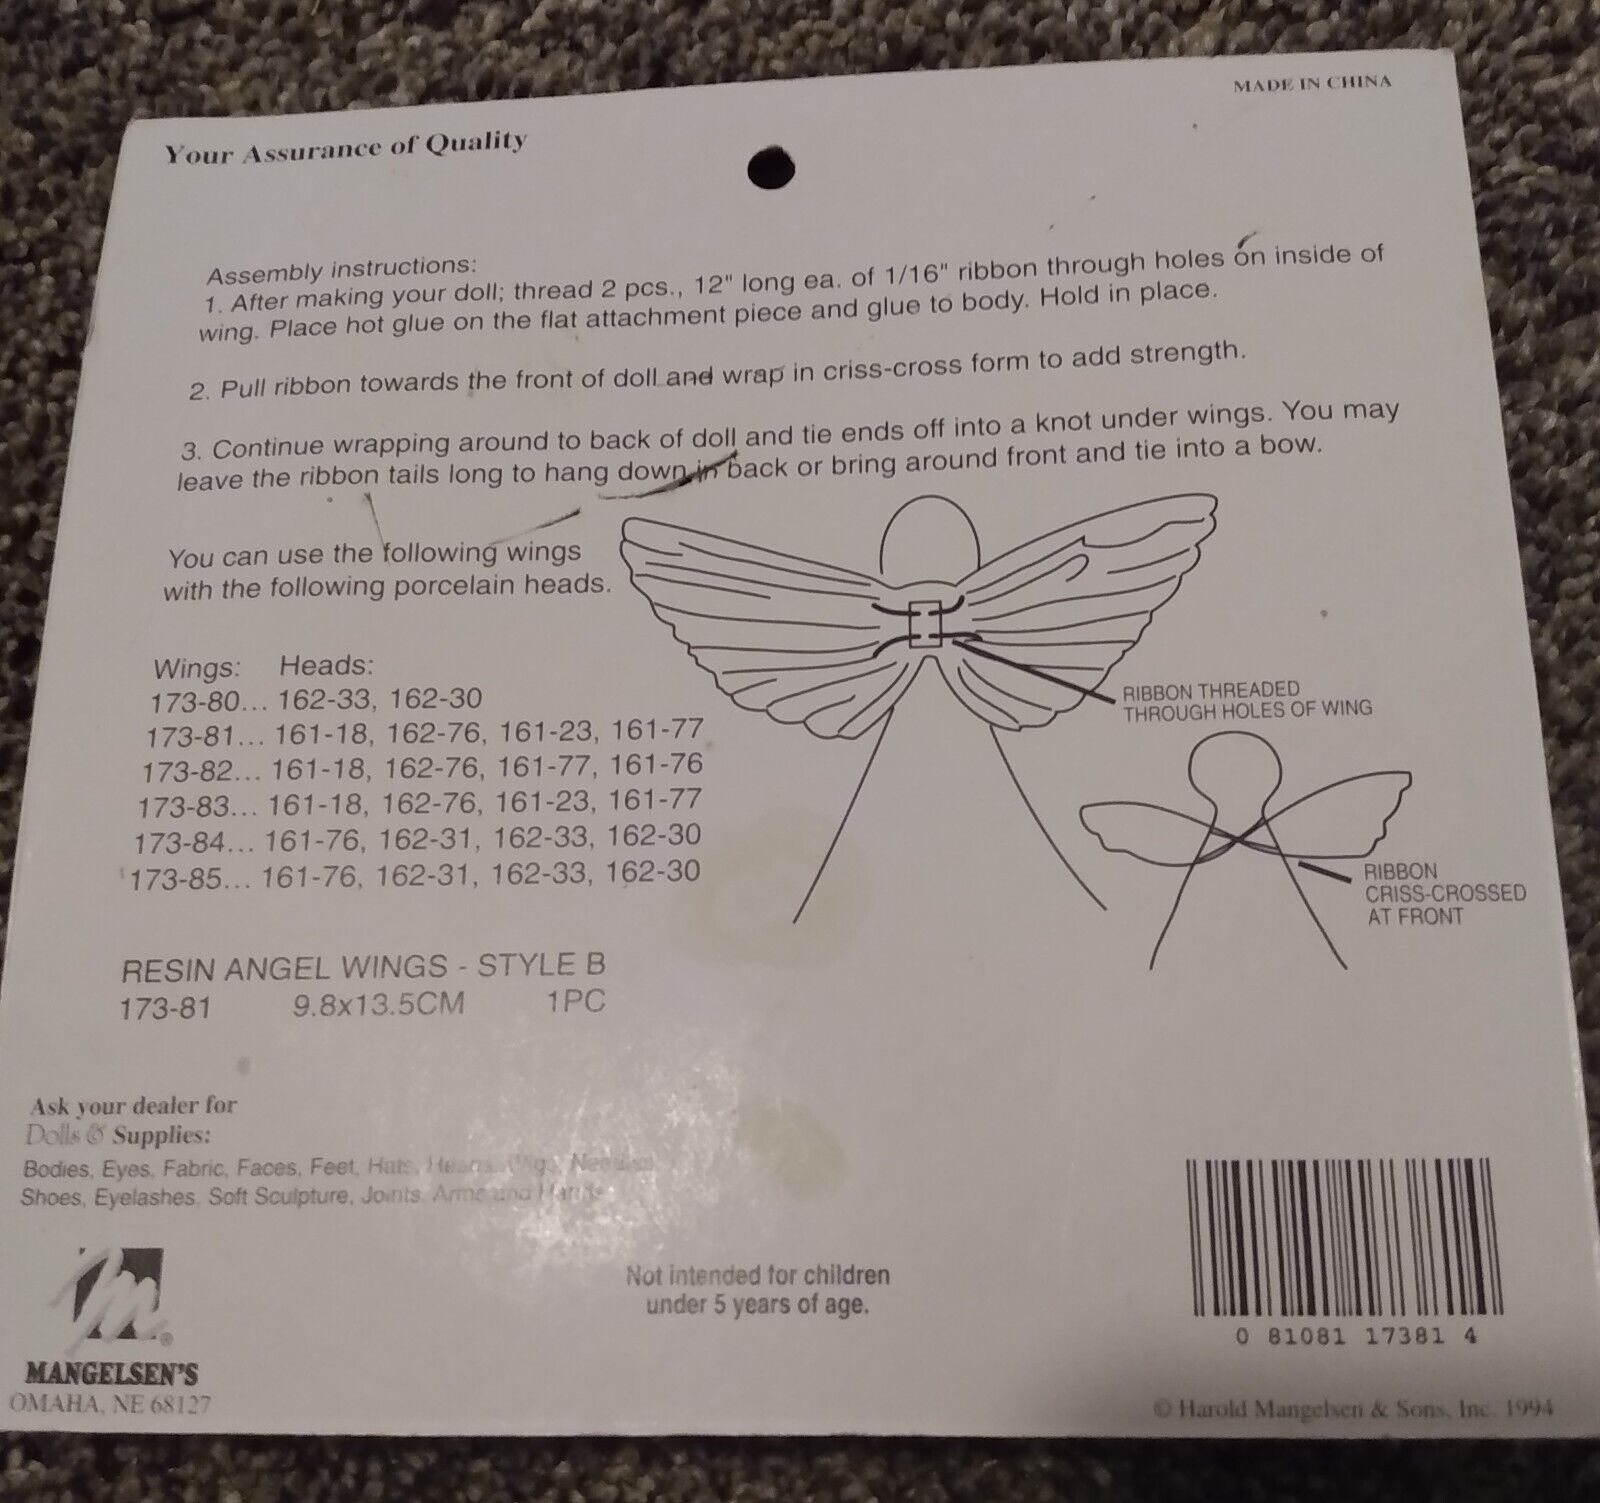 MADE IN CHINA
Your Assurance of Quality
Assembly instructions:
1. After making your doll; thread 2 pcs., 12" long ea. of 1/16" ribbon through holes on inside of
wing. Place hot glue on the flat attachment piece and glue to body. Hold in place.
2. Pull ribbon towards the front of doll and wrap in criss-cross form to add strength.
3. Continue wrapping around to back of doll and tie ends off into a knot under wings. You may
leave the ribbon tails long to hang down in back or bring around front and tie into a bow.
You can use the following wings
with the following porcelain heads.
Wings: Heads:
173-80... 162-33, 162-30
173-81... 161-18, 162-76, 161-23, 161-77
173-82... 161-18, 162-76, 161-77, 161-76
173-83... 161-18, 162-76, 161-23, 161-77
173-84... 161-76, 162-31, 162-33, 162-30
173-85... 161-76, 162-31, 162-33, 162-30
RIBBON THREADED
THROUGH HOLES OF WING
RIBBON
CRISS-CROSSED
AT FRONT
RESIN ANGEL WINGS - STYLE B
173-81 9.8x13.5CM 1PC
Ask your dealer for
Dolls & Supplies:
Bodies, Eyes, Fabric, Faces, Feet, Hats, Heads, Wigs, Needles
Shoes, Eyelashes, Soft Sculpture, Joints, Arms and Hands
m®
MANGELSEN'S
OMAHA, NE 68127
Not intended for children
under 5 years of age.
0 81081 17381 4
© Harold Mangelsen & Sons, Inc. 1994